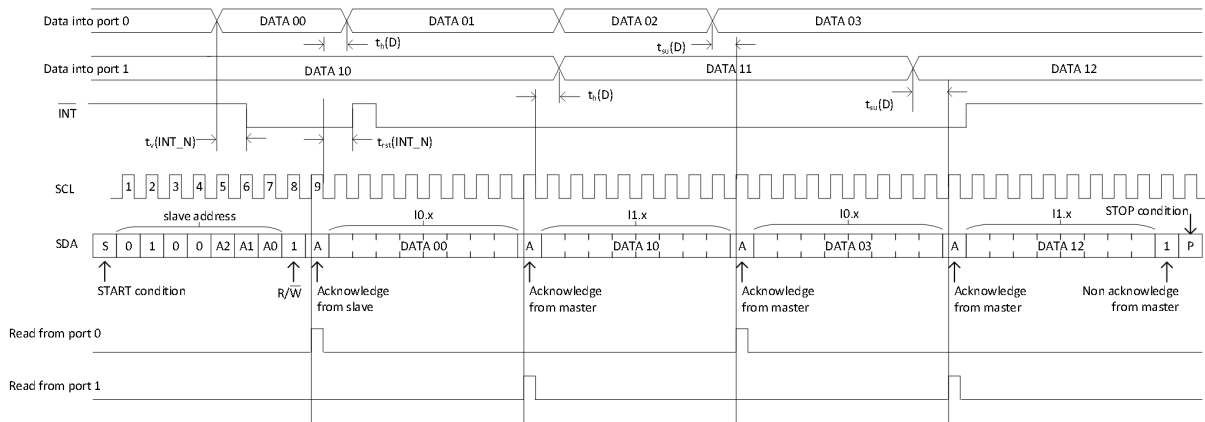 Data into port 0 DATA 00 DATA 01 DATA 02 DATA 03
th(D) tsu(D)
Data into port 1 DATA 10 DATA 11 DATA 12
th(D) tsu(D)
INT
tv(INT_N) trst(INT_N)
SCL 1 2 3 4 5 6 7 8 9
slave address I0.x I1.x I0.x I1.x STOP condition
SDA S 0 1 0 0 A2 A1 A0 1 A DATA 00 A DATA 10 A DATA 03 A DATA 12 1 P
START condition R/W Acknowledge from slave Acknowledge from master Acknowledge from master Acknowledge from master Non acknowledge from master
Read from port 0
Read from port 1